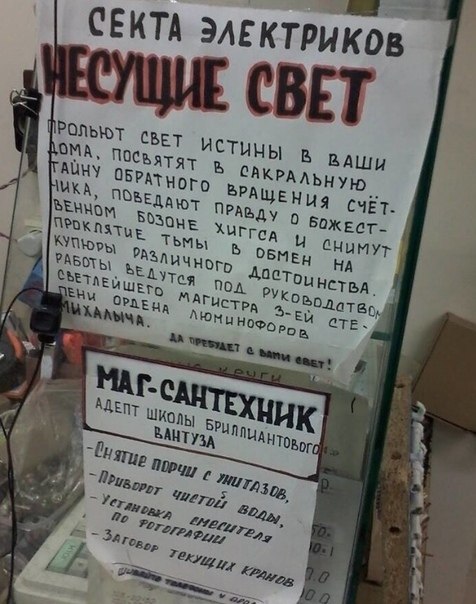 СЕКТА ЭЛЕКТРИКОВ
НЕСУЩИЕ СВЕТ
ПРОЛЬЮТ СВЕТ ИСТИНЫ В ВАШИ
ДОМА, ПОСВЯТЯТ В САКРАЛЬНУЮ
ТАЙНУ ОБРАТНОГО ВРАЩЕНИЯ СЧЁТ-
ЧИКА, ПОВЕДАЮТ ПРАВДУ О БОЖЕСТ-
ВЕННОМ БОЗОНЕ ХИГГСА И СНИМУТ
ПРОКЛЯТИЕ ТЬМЫ В ОБМЕН НА
КУПЮРЫ РАЗЛИЧНОГО ДОСТОИНСТВА.
РАБОТЫ ВЕДУТСЯ ПОД РУКОВОДСТВОМ
СВЕТЛЕЙШЕГО МАГИСТРА 3-ЕЙ СТЕ-
ПЕНИ ОРДЕНА ЛЮМИНОФОРОВ
МИХАЛЫЧА.
ДА ПРЕБУДЕТ С ВАМИ СВЕТ!
КРУГИ
МАГ-САНТЕХНИК
АДЕПТ ШКОЛЫ БРИЛЛИАНТОВОГО
ВАНТУЗА
- СНЯТИЕ ПОРЧИ С УНИТАЗОВ,
- ПРИВОРОТ ЧИСТОЙ ВОДЫ,
- УСТАНОВКА СМЕСИТЕЛЯ
ПО ФОТОГРАФИИ
- ЗАГОВОР ТЕКУЩИХ КРАНОВ